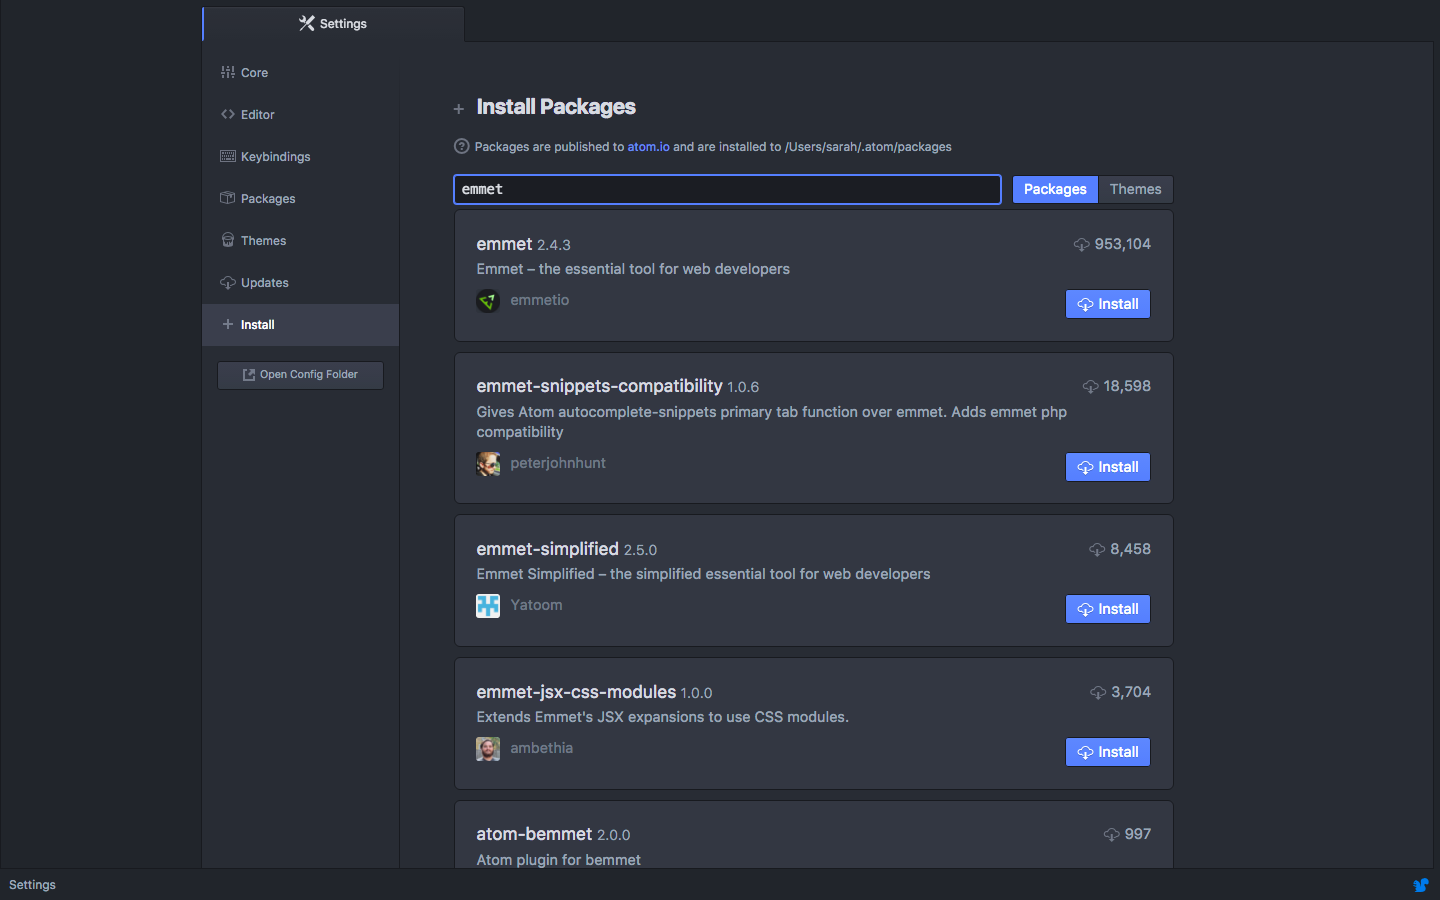 Settings
Core
Editor
Keybindings
Packages
Themes
Updates
Install
Open Config Folder
Install Packages
Packages are published to atom.io and are installed to /Users/sarah/.atom/packages
emmet
Packages
Themes
emmet 2.4.3
953,104
Emmet – the essential tool for web developers
emmetio
Install
emmet-snippets-compatibility 1.0.6
18,598
Gives Atom autocomplete-snippets primary tab function over emmet. Adds emmet php
compatibility
peterjohnhunt
Install
emmet-simplified 2.5.0
8,458
Emmet Simplified – the simplified essential tool for web developers
Yatoom
Install
emmet-jsx-css-modules 1.0.0
3,704
Extends Emmet's JSX expansions to use CSS modules.
ambethia
Install
atom-bemmet 2.0.0
997
Atom plugin for bemmet
Settings